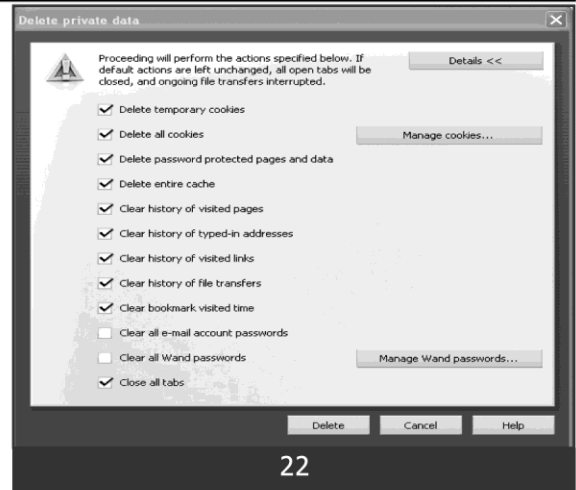 Delete private data
Proceeding will perform the actions specified below. If
default actions are left unchanged, all open tabs will be
closed, and ongoing file transfers interrupted.
Details <<
Delete temporary cookies
Delete all cookies
Manage cookies...
Delete password protected pages and data
Delete entire cache
Clear history of visited pages
Clear history of typed-in addresses
Clear history of visited links
Clear history of file transfers
Clear bookmark visited time
Clear all e-mail account passwords
Clear all Wand passwords
Manage Wand passwords...
Close all tabs
Delete
Cancel
Help
22